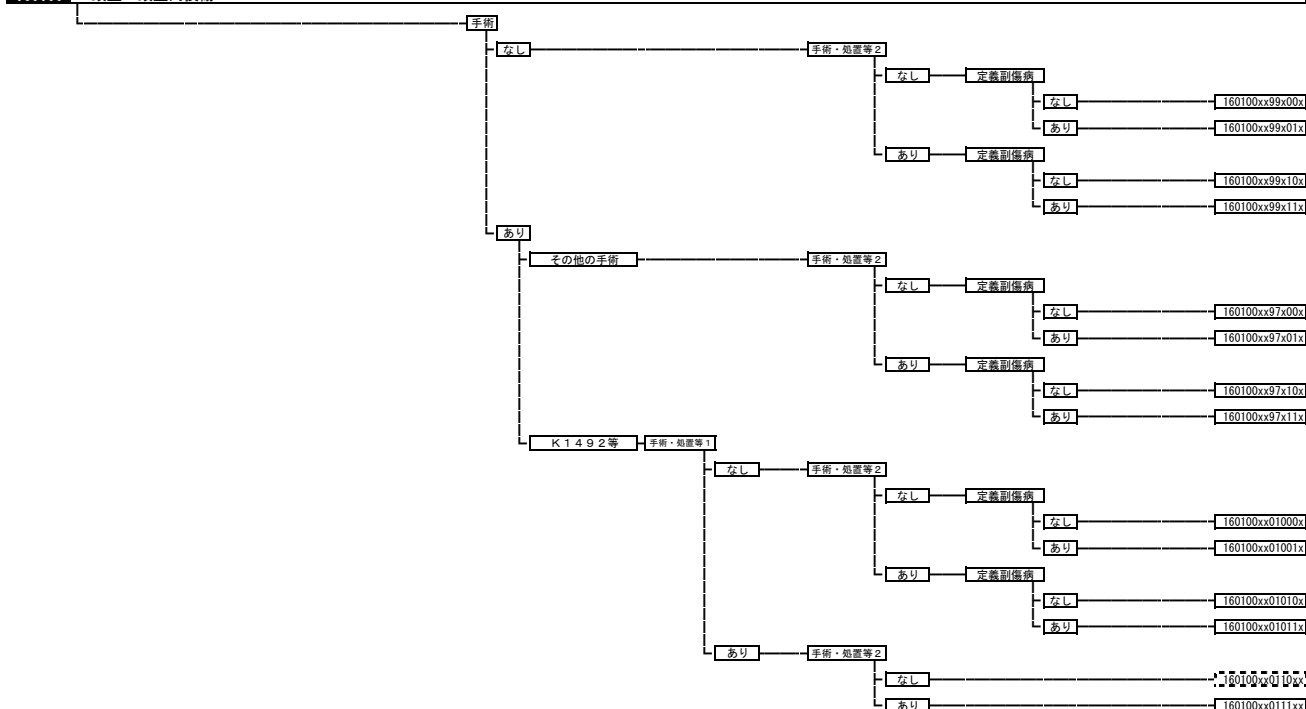 手術
なし 手術・処置等2
なし 定義副傷病
なし 160100xx99x00x
あり 160100xx99x01x
あり 定義副傷病
なし 160100xx99x10x
あり 160100xx99x11x
あり
その他の手術 手術・処置等2
なし 定義副傷病
なし 160100xx97x00x
あり 160100xx97x01x
あり 定義副傷病
なし 160100xx97x10x
あり 160100xx97x11x
K1492等 手術・処置等1
なし 手術・処置等2
なし 定義副傷病
なし 160100xx01000x
あり 160100xx01001x
あり 定義副傷病
なし 160100xx01010x
あり 160100xx01011x
あり 手術・処置等2
なし 160100xx0110xx
あり 160100xx0111xx